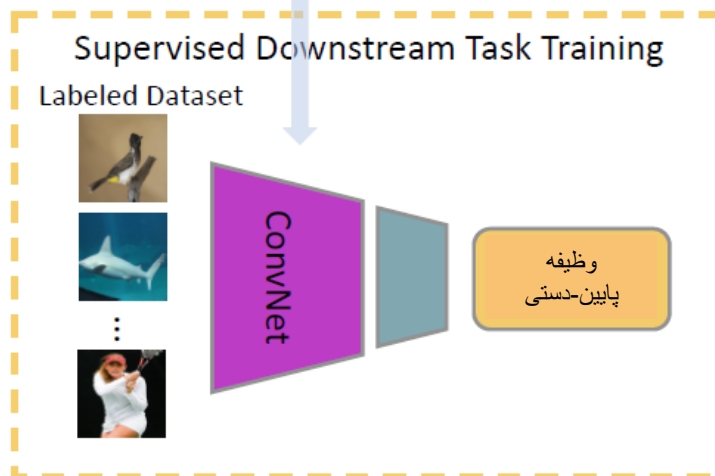 Supervised Downstream Task Training
Labeled Dataset
...
ConvNet
وظیفه
پایین-دستی